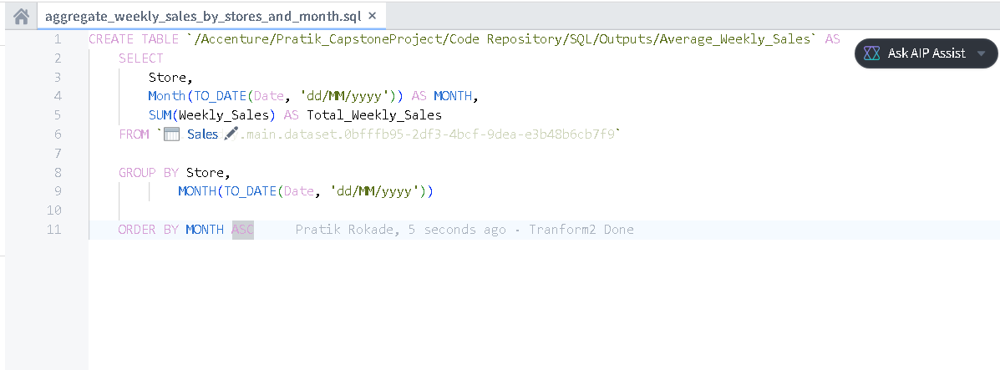 aggregate_weekly_sales_by_stores_and_month.sql ×
1 CREATE TABLE `/Accenture/Pratik_CapstoneProject/Code Repository/SQL/Outputs/Average_Weekly_Sales` AS
Ask AIP Assist
2 SELECT
3 Store,
4 Month(TO_DATE(Date, 'dd/MM/yyyy')) AS MONTH,
5 SUM(Weekly_Sales) AS Total_Weekly_Sales
6 FROM `Sales .main.dataset.0bfffb95-2df3-4bcf-9dea-e3b48b6cb7f9`
7
8 GROUP BY Store,
9 MONTH(TO_DATE(Date, 'dd/MM/yyyy'))
10
11 ORDER BY MONTH ASC Pratik Rokade, 5 seconds ago - Tranform2 Done